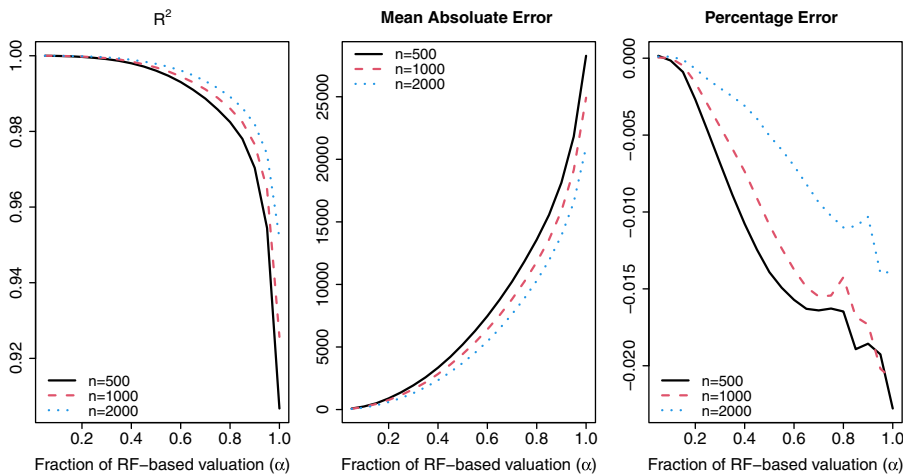 R²
1.00
0.98
0.96
0.94
0.92
n=500
n=1000
n=2000
0.2 0.4 0.6 0.8 1.0
Fraction of RF−based valuation (α)
Mean Absoluate Error
n=500
n=1000
n=2000
25000
20000
15000
10000
5000
0
0.2 0.4 0.6 0.8 1.0
Fraction of RF−based valuation (α)
Percentage Error
0.000
−0.005
−0.010
−0.015
−0.020
n=500
n=1000
n=2000
0.2 0.4 0.6 0.8 1.0
Fraction of RF−based valuation (α)